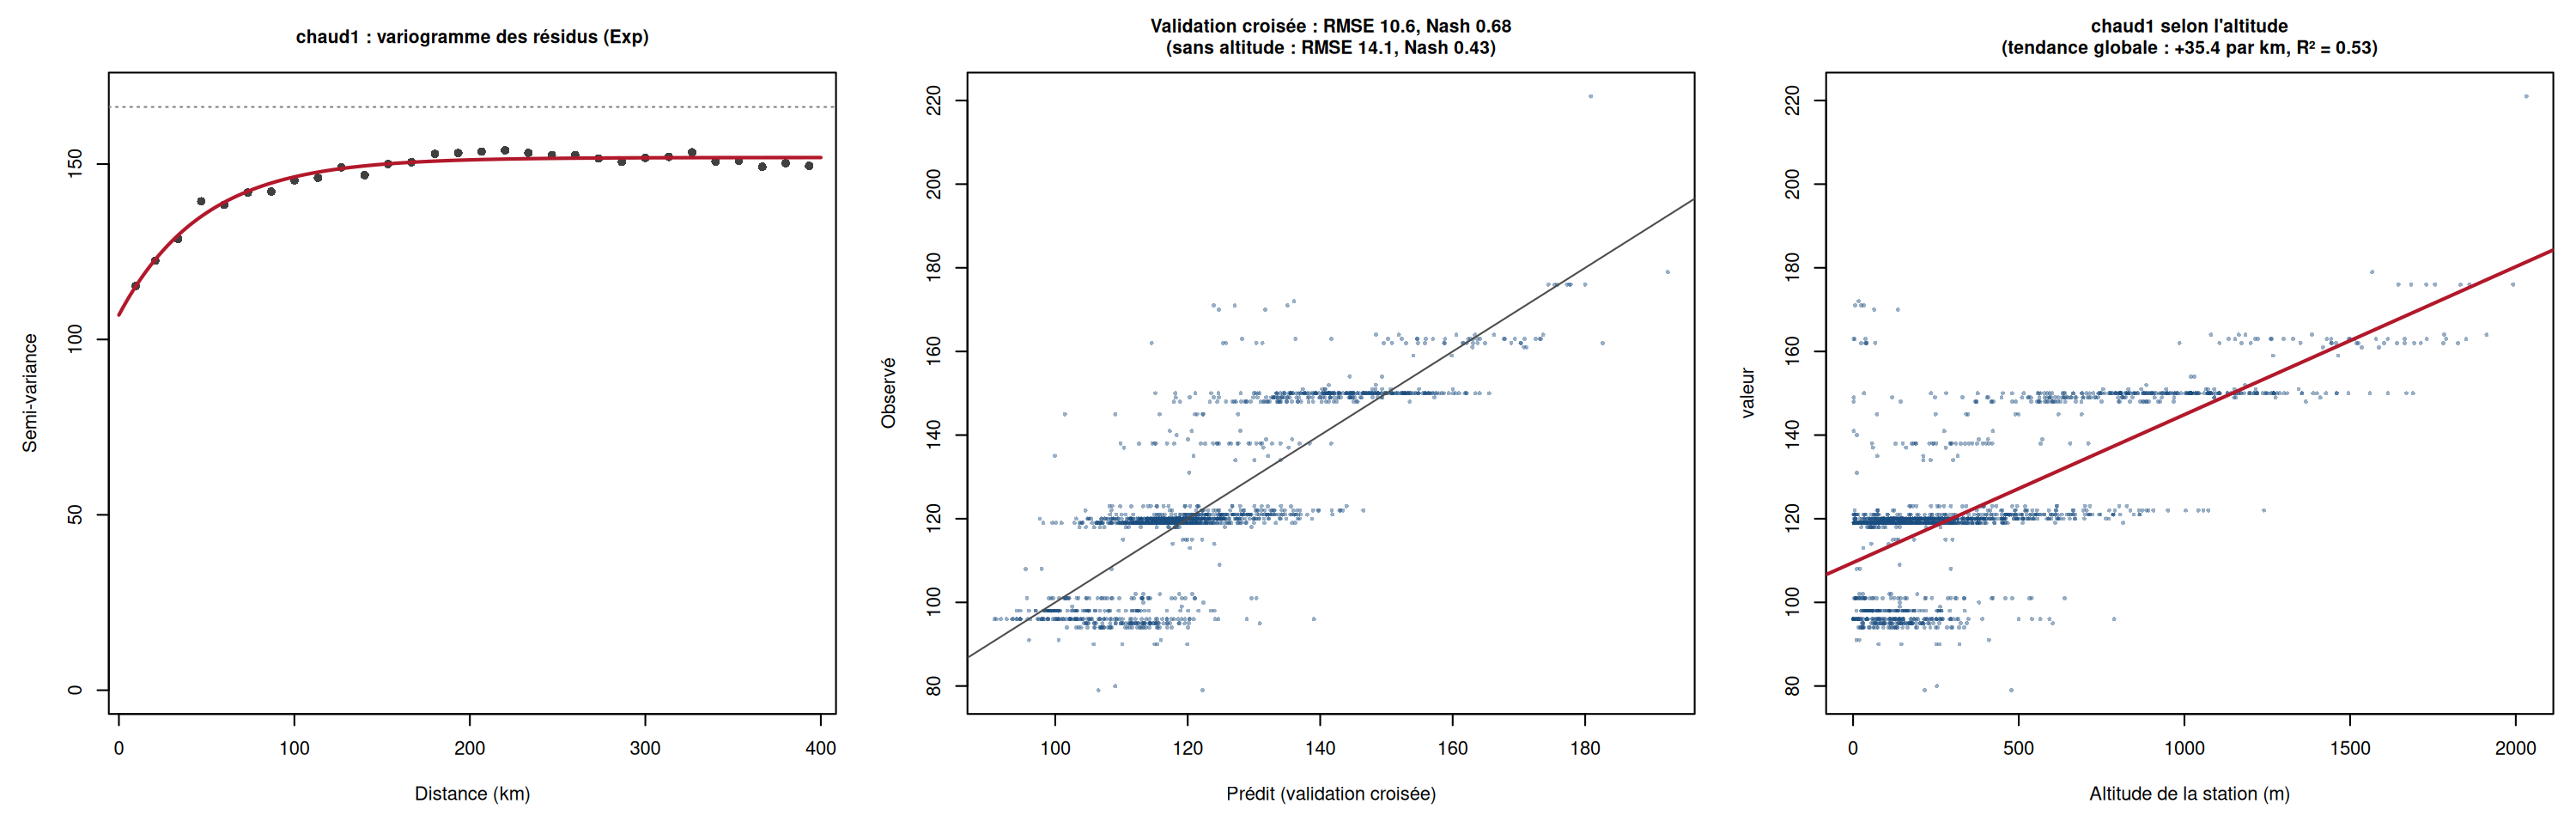 chaud1 : variogramme des résidus (Exp)
Semi-variance
150
100
50
0
0 100 200 300 400
Distance (km)
Validation croisée : RMSE 10.6, Nash 0.68
(sans altitude : RMSE 14.1, Nash 0.43)
Observé
220
200
180
160
140
120
100
80
100 120 140 160 180
Prédit (validation croisée)
chaud1 selon l'altitude
(tendance globale : +35.4 par km, R² = 0.53)
valeur
220
200
180
160
140
120
100
80
0 500 1000 1500 2000
Altitude de la station (m)